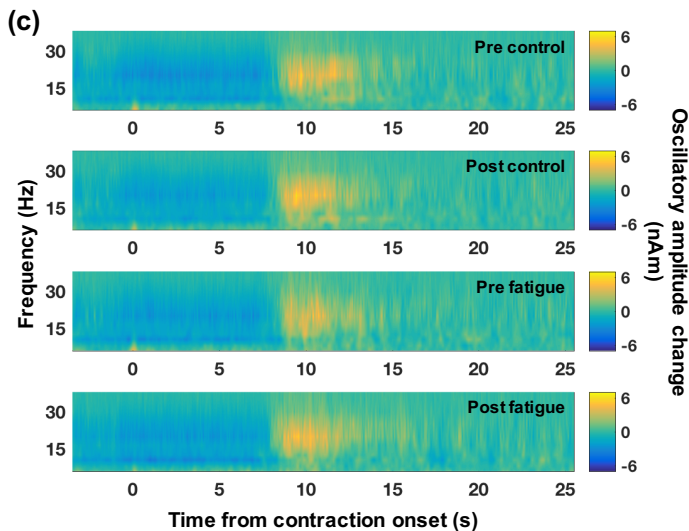 (c)
Pre control
30
15
0 5 10 15 20 25
6
0
-6
Post control
30
15
0 5 10 15 20 25
6
0
-6
Pre fatigue
30
15
0 5 10 15 20 25
6
0
-6
Post fatigue
30
15
0 5 10 15 20 25
6
0
-6
Frequency (Hz)
Time from contraction onset (s)
Oscillatory amplitude change
(nAm)